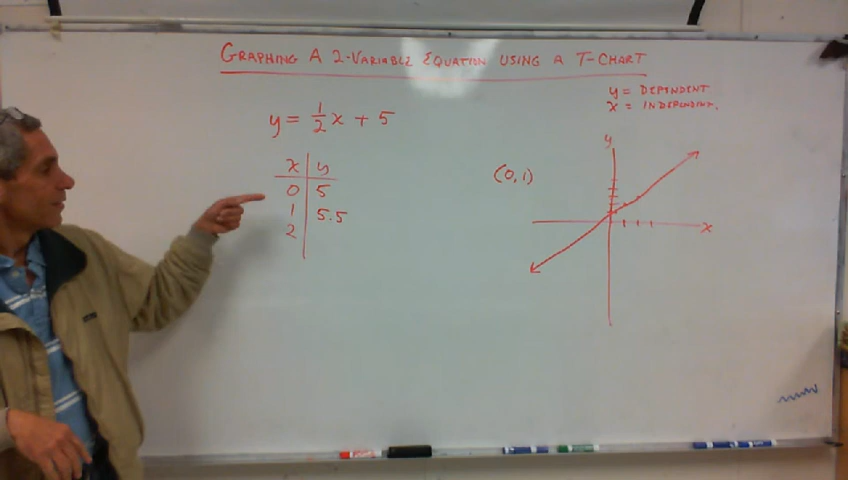 GRAPHING A 2-VARIABLE EQUATION USING A T-CHART
y = DEPENDENT
x = INDEPENDENT.
y = 1/2 x + 5
x y
0 5
1 5.5
2
(0,1)
y
x